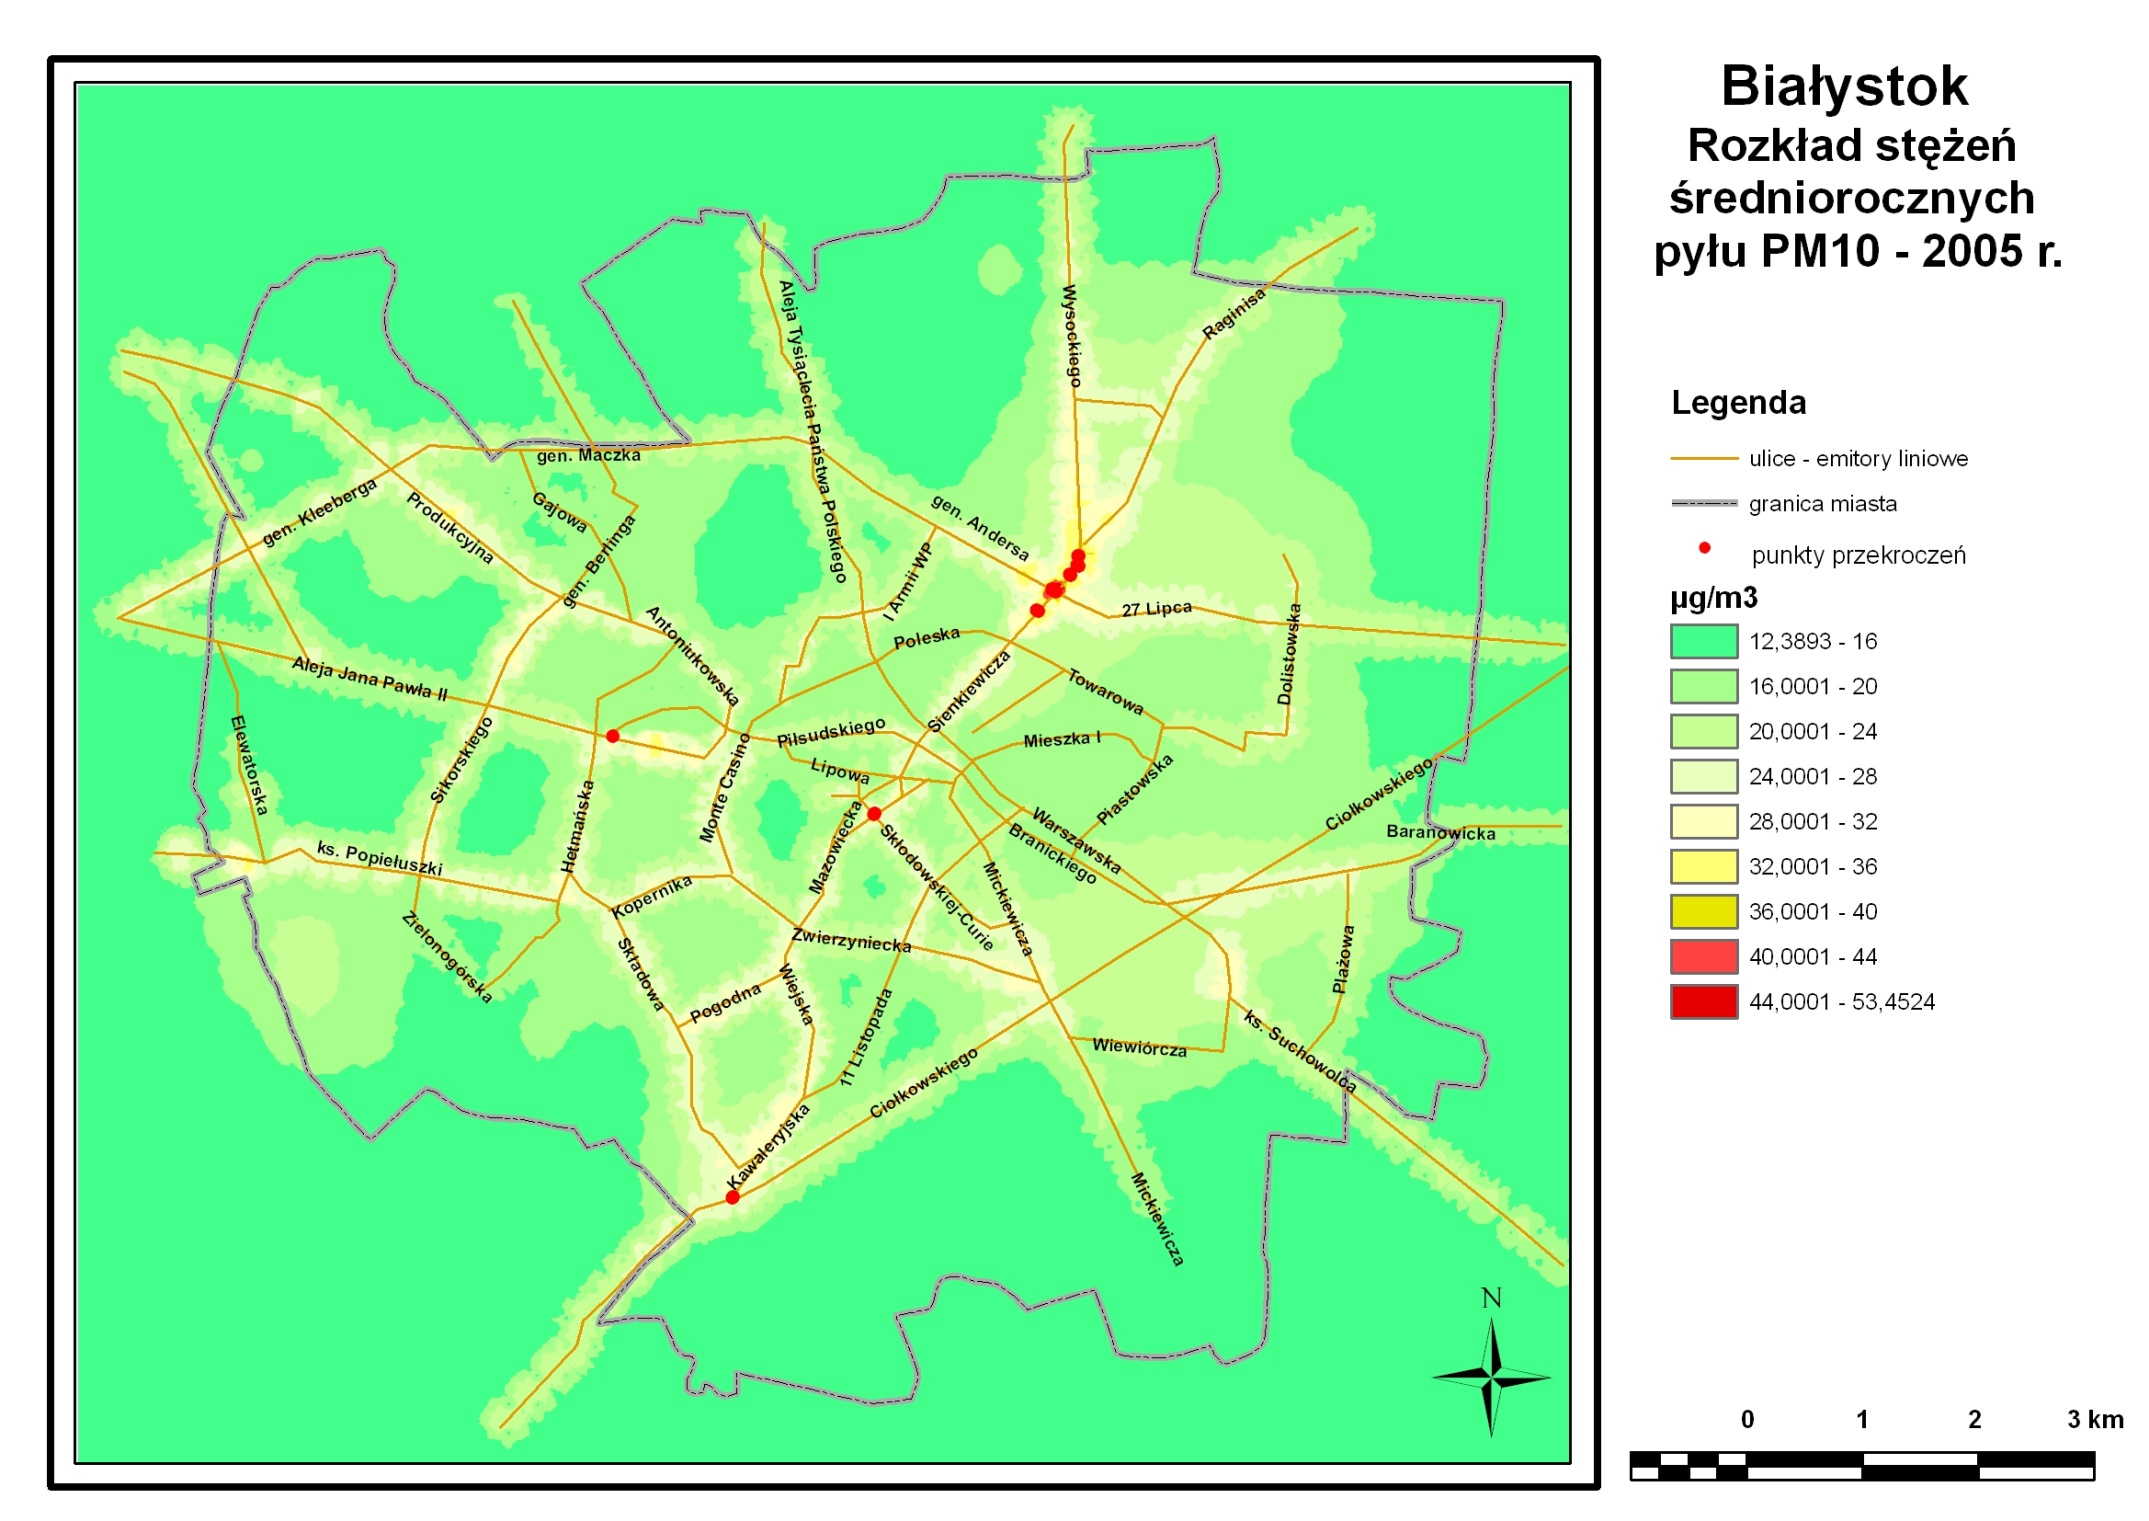 Białystok
Rozkład stężeń
średniorocznych
pyłu PM10 - 2005 r.
Legenda
ulice - emitory liniowe
granica miasta
punkty przekroczeń
µg/m3
12,3893 - 16
16,0001 - 20
20,0001 - 24
24,0001 - 28
28,0001 - 32
32,0001 - 36
36,0001 - 40
40,0001 - 44
44,0001 - 53,4524
N
0 1 2 3 km
Wysockiego
Raginisa
Aleja Tysiąclecia Państwa Polskiego
gen. Maczka
gen. Kleeberga
Produkcyjna
Gajowa
gen. Berlinga
gen. Andersa
I Armii WP
27 Lipca
Antoniukowska
Poleska
Sienkiewicza
Towarowa
Dolistowska
Aleja Jana Pawła II
Elewatorska
Sikorskiego
Piłsudskiego
Mieszka I
Lipowa
Monte Casino
Hetmańska
Mazowiecka
Piastowska
Ciołkowskiego
Baranowicka
Warszawska
Branickiego
ks. Popiełuszki
Skłodowskiej-Curie
Mickiewicza
Kopernika
Zielonogórska
Zwierzyniecka
Składowa
Wiejska
Pogodna
Plażowa
11 Listopada
Wiewiórcza
ks. Suchowolca
Ciołkowskiego
Kawaleryjska
Mickiewicza